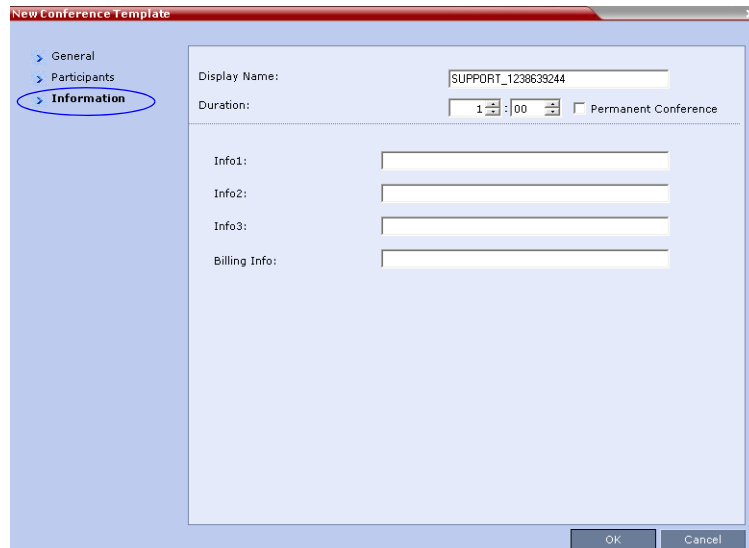 New Conference Template
General
Participants
Information
Display Name: SUPPORT_1238639244
Duration: 1 : 00 Permanent Conference
Info1:
Info2:
Info3:
Billing Info:
OK Cancel